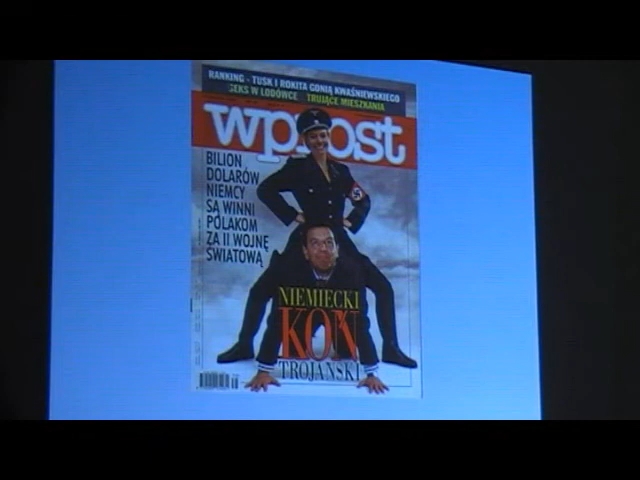 RANKING - TUSK I ROKITA GONIĄ KWAŚNIEWSKIEGO
SEKS W LODÓWCE TRUJĄCE MIESZKANIA
wprost
BILION
DOLARÓW
NIEMCY
SĄ WINNI
POLAKOM
ZA II WOJNĘ
ŚWIATOWĄ
NIEMIECKI
KOŃ
TROJAŃSKI